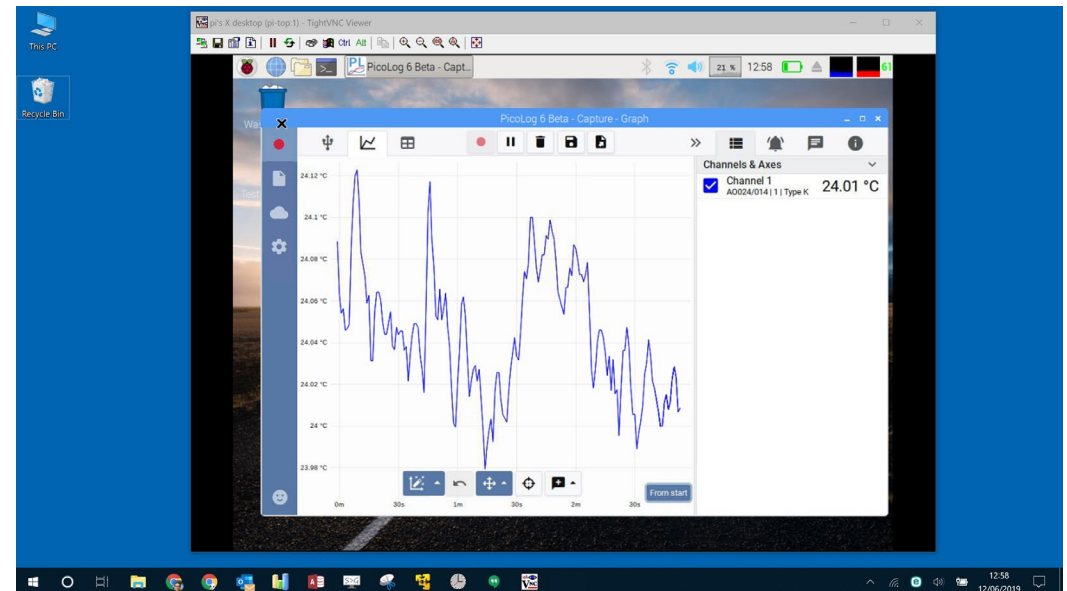 This PC
Recycle Bin
pi's X desktop (pi-top:1) - TightVNC Viewer
Ctrl Alt
PicoLog 6 Beta - Capt...
21 %
12:58
61
PicoLog 6 Beta - Capture - Graph
Channels & Axes
Channel 1
AO024/014 | 1 | Type K
24.01 °C
24.12 °C
24.1 °C
24.08 °C
24.06 °C
24.04 °C
24.02 °C
24 °C
23.98 °C
From start
0m
30s
1m
30s
2m
30s
12:58
12/06/2019